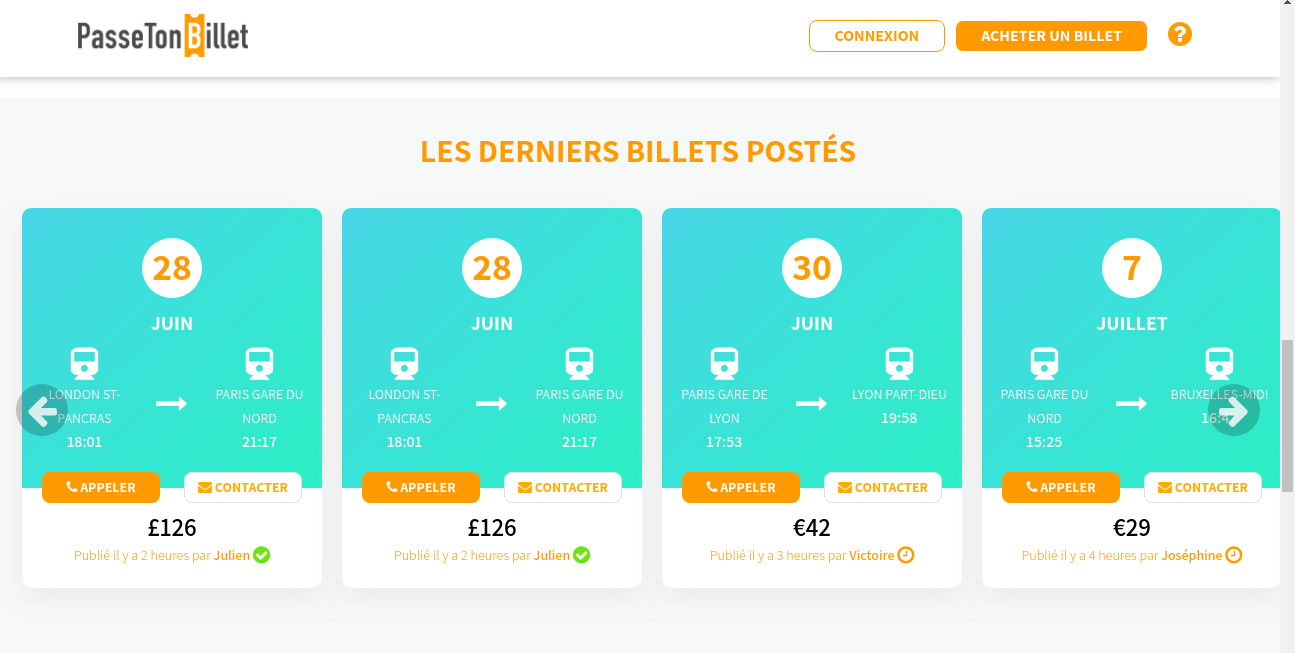 PasseTonBillet
CONNEXION
ACHETER UN BILLET
?
LES DERNIERS BILLETS POSTÉS
28
JUIN
LONDON ST-
PANCRAS
18:01
PARIS GARE DU
NORD
21:17
APPELER
CONTACTER
£126
Publié il y a 2 heures par Julien
28
JUIN
LONDON ST-
PANCRAS
18:01
PARIS GARE DU
NORD
21:17
APPELER
CONTACTER
£126
Publié il y a 2 heures par Julien
30
JUIN
PARIS GARE DE
LYON
17:53
LYON PART-DIEU
19:58
APPELER
CONTACTER
€42
Publié il y a 3 heures par Victoire
7
JUILLET
PARIS GARE DU
NORD
15:25
BRUXELLES-MIDI
APPELER
CONTACTER
€29
Publié il y a 4 heures par Joséphine